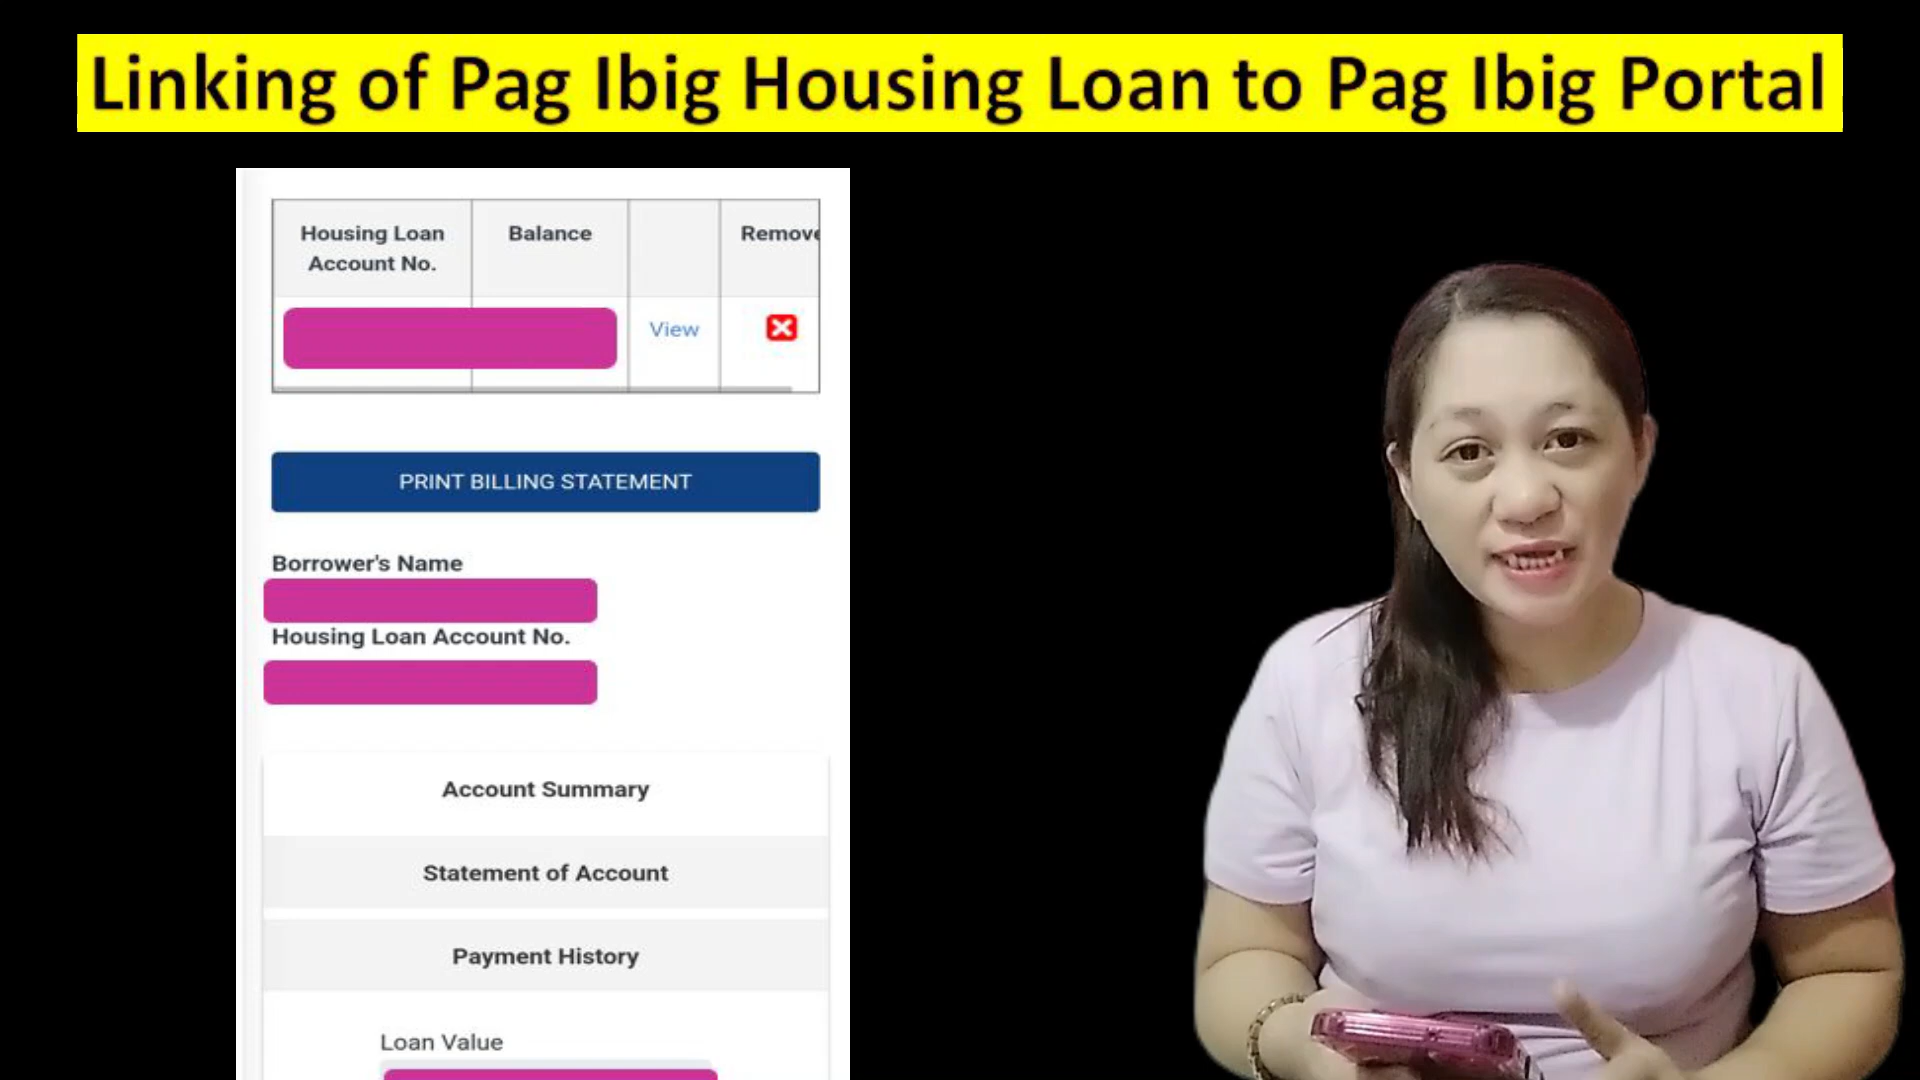 Linking of Pag Ibig Housing Loan to Pag Ibig Portal
Housing Loan
Account No.
Balance
Remove
View
PRINT BILLING STATEMENT
Borrower's Name
Housing Loan Account No.
Account Summary
Statement of Account
Payment History
Loan Value